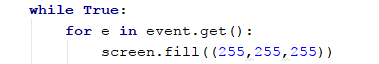 while True:
    for e in event.get():
        screen.fill((255,255,255))